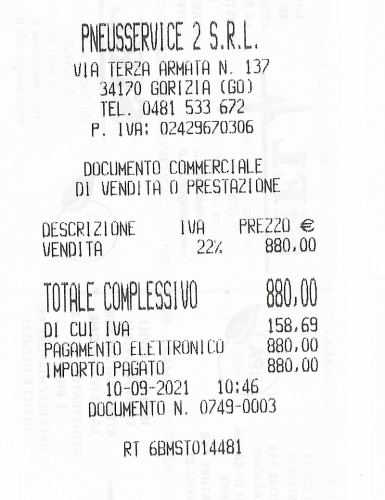 PNEUSSERVICE 2 S.R.L.
VIA TERZA ARMATA N. 137
34170 GORIZIA (GO)
TEL. 0481 533 672
P. IVA: 02429670306
DOCUMENTO COMMERCIALE
DI VENDITA O PRESTAZIONE
DESCRIZIONE IVA PREZZO €
VENDITA 22% 880,00
TOTALE COMPLESSIVO 880,00
DI CUI IVA 158,69
PAGAMENTO ELETTRONICO 880,00
IMPORTO PAGATO 880,00
10-09-2021 10:46
DOCUMENTO N. 0749-0003
RT 6BMST014481